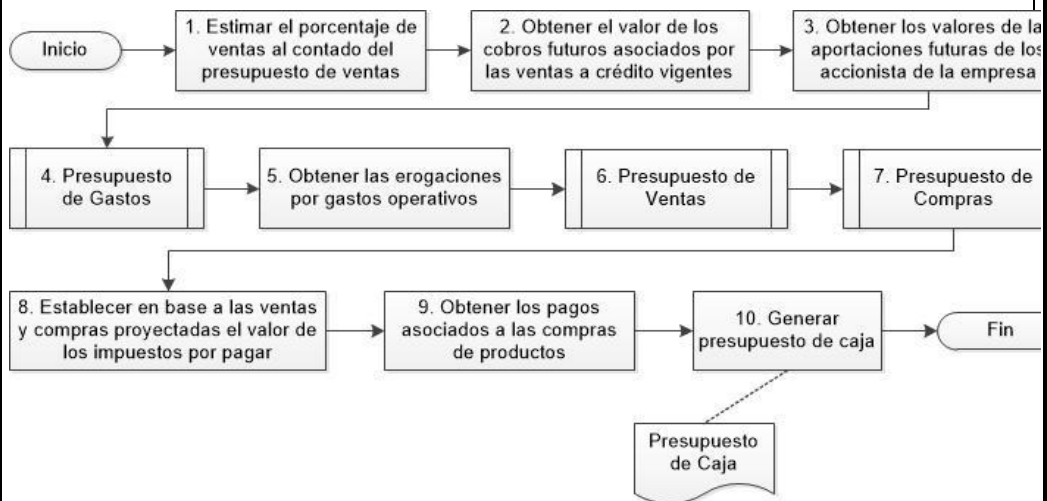 Inicio
1. Estimar el porcentaje de
ventas al contado del
presupuesto de ventas
2. Obtener el valor de los
cobros futuros asociados por
las ventas a crédito vigentes
3. Obtener los valores de la
aportaciones futuras de los
accionista de la empresa
4. Presupuesto
de Gastos
5. Obtener las erogaciones
por gastos operativos
6. Presupuesto de
Ventas
7. Presupuesto de
Compras
8. Establecer en base a las ventas
y compras proyectadas el valor de
los impuestos por pagar
9. Obtener los pagos
asociados a las compras
de productos
10. Generar
presupuesto de caja
Fin
Presupuesto
de Caja